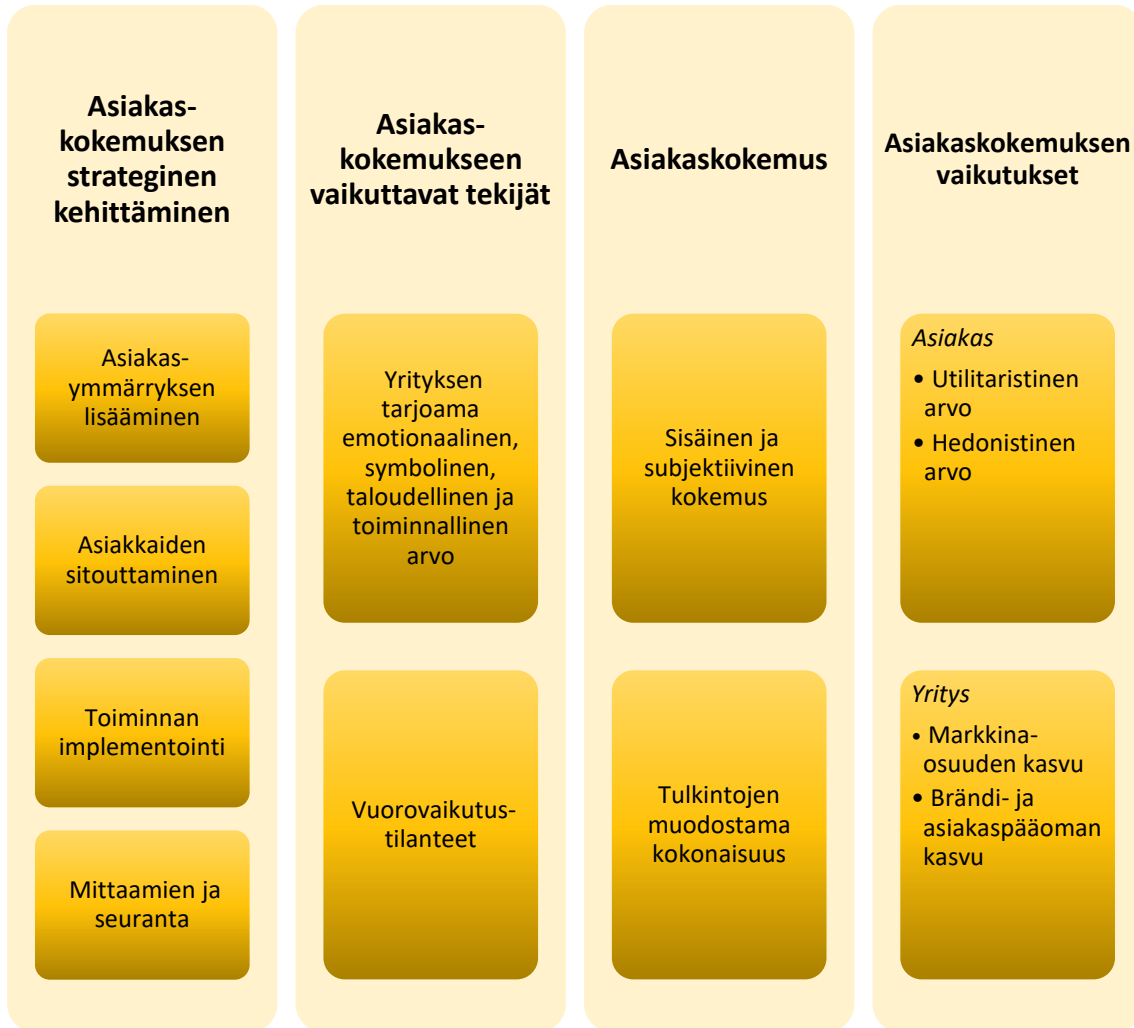 Asiakas-
kokemuksen
strateginen
kehittäminen
Asiakas-
ymmärryksen
lisääminen
Asiakkaiden
sitouttaminen
Toiminnan
implementointi
Mittaamien ja
seuranta
Asiakas-
kokemukseen
vaikuttavat tekijät
Yrityksen
tarjoama
emotionaalinen,
symbolinen,
taloudellinen ja
toiminnallinen
arvo
Vuorovaikutus-
tilanteet
Asiakaskokemus
Sisäinen ja
subjektiivinen
kokemus
Tulkintojen
muodostama
kokonaisuus
Asiakaskokemuksen
vaikutukset
Asiakas
• Utilitaristinen
arvo
• Hedonistinen
arvo
Yritys
• Markkina-
osuuden kasvu
• Brändi- ja
asiakaspääoman
kasvu